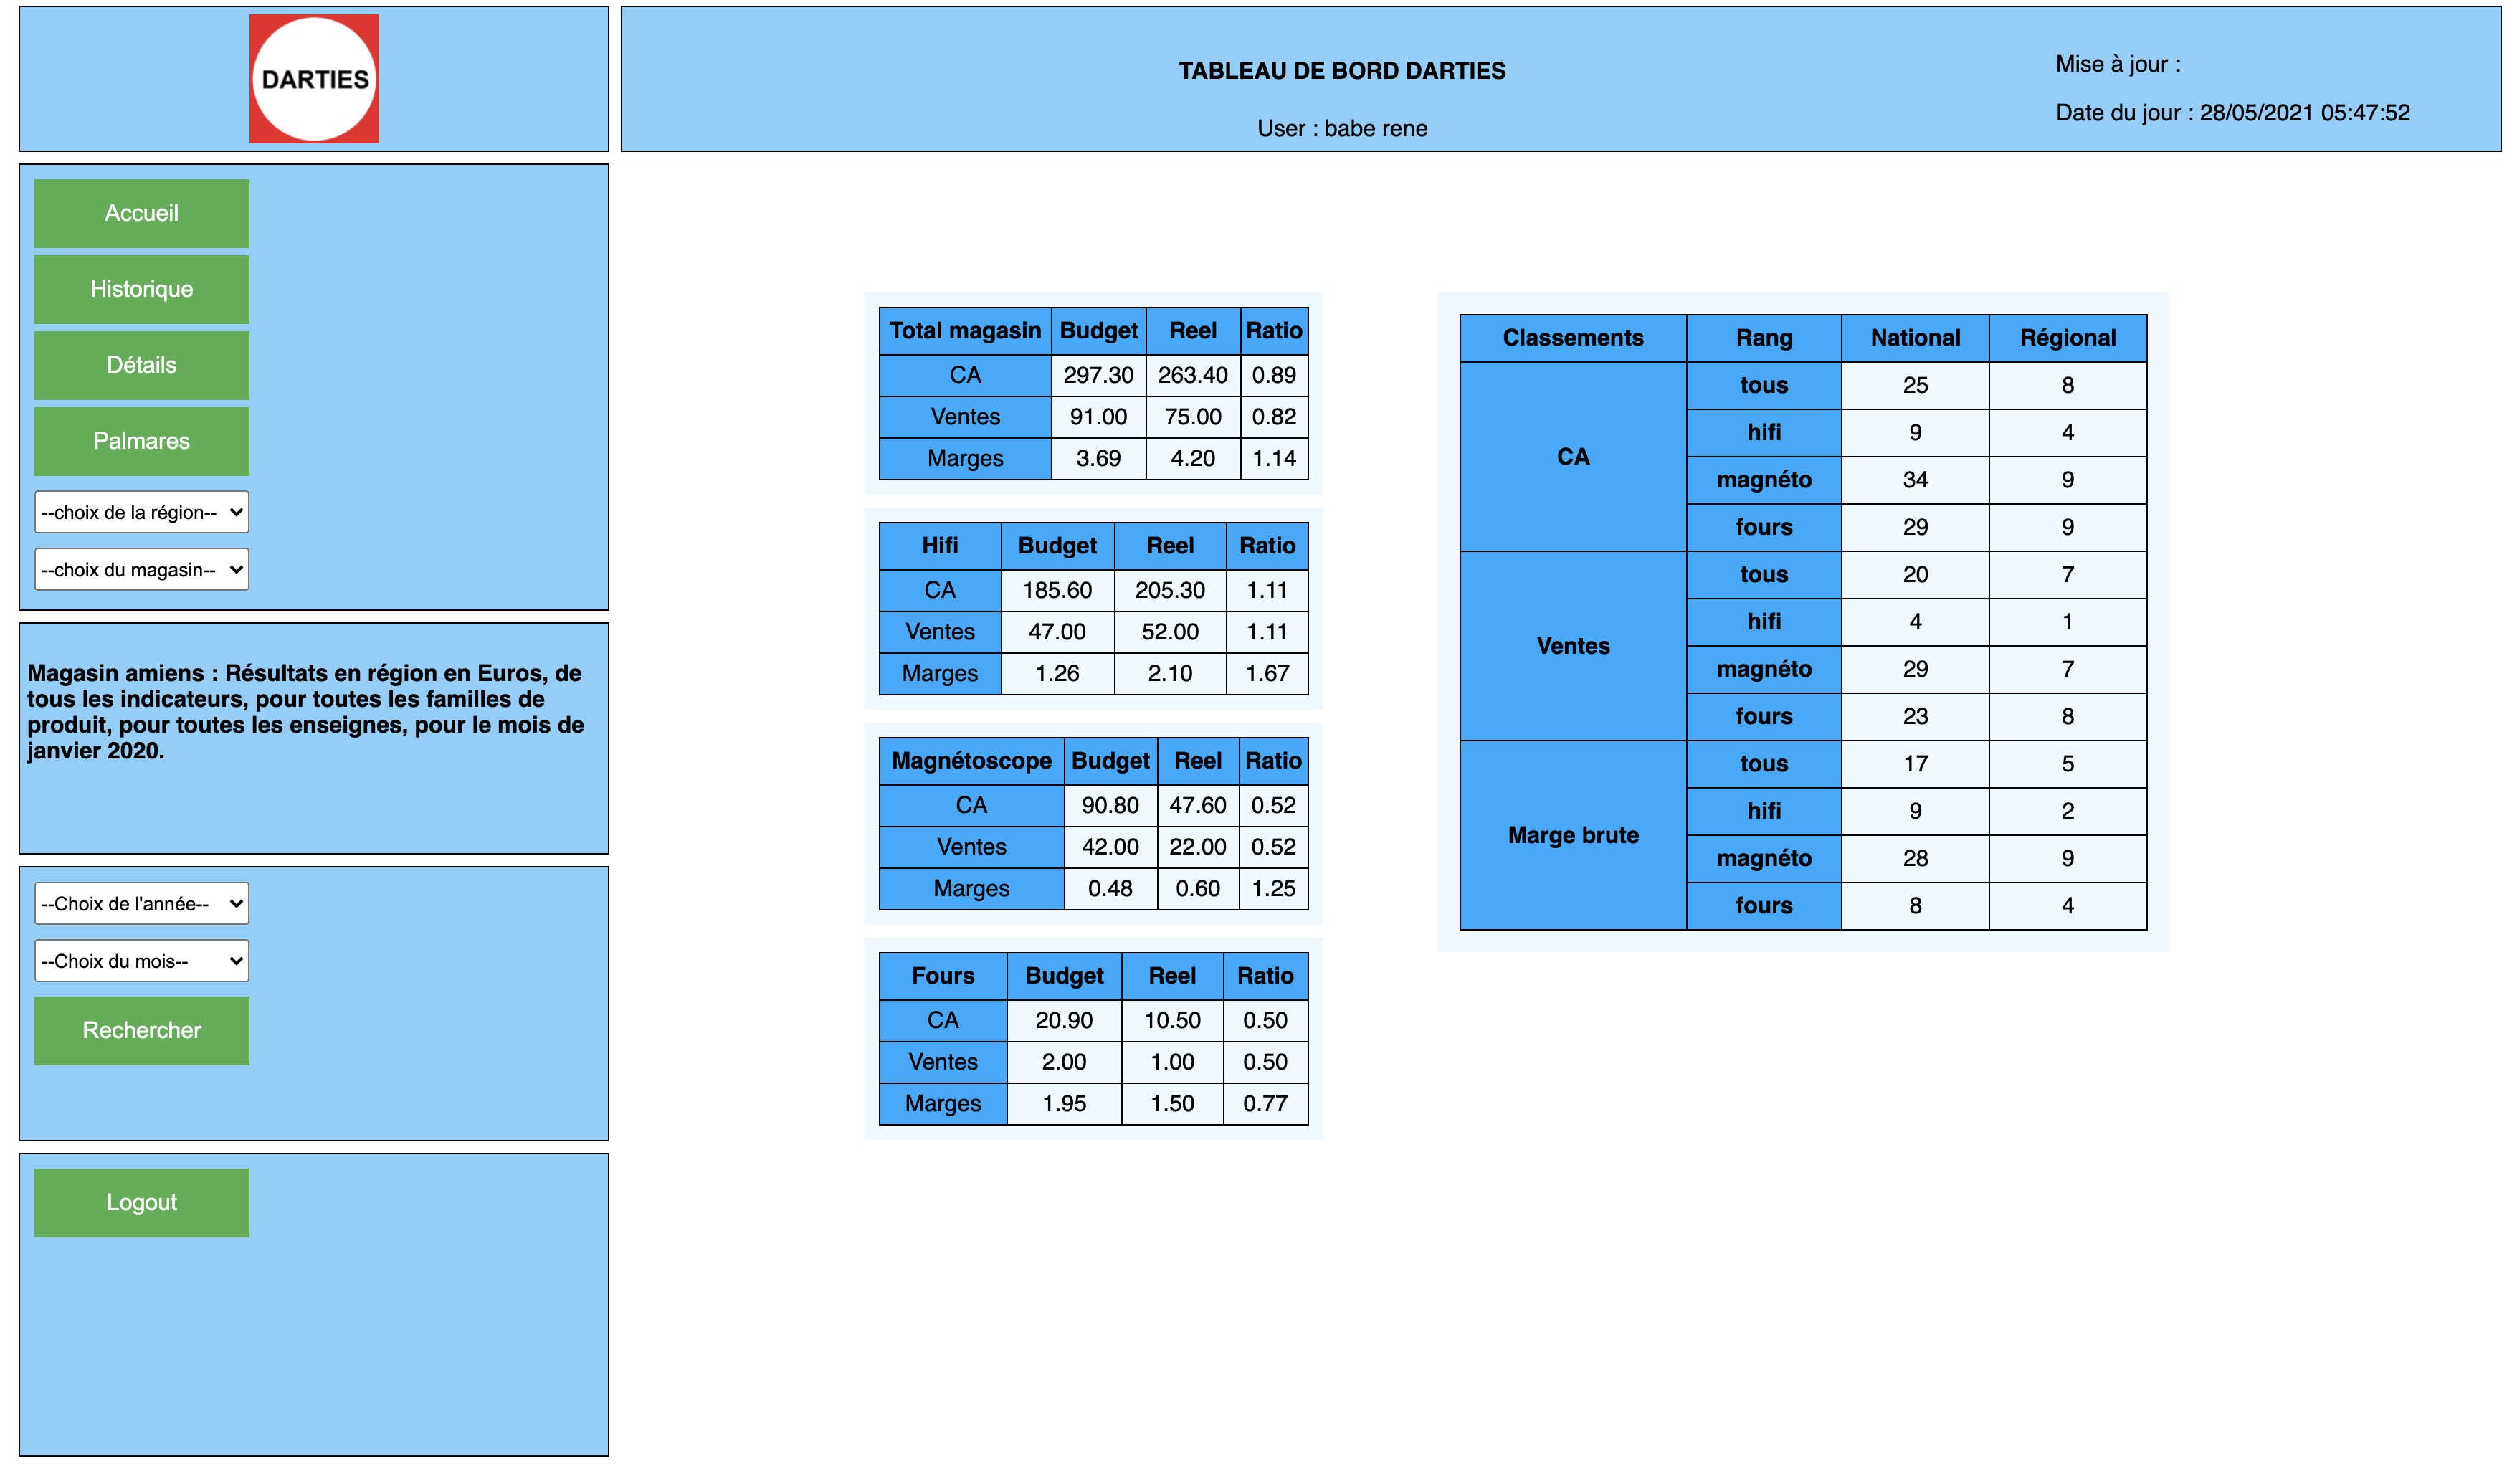 DARTIES
TABLEAU DE BORD DARTIES
User : babe rene
Mise à jour :
Date du jour : 28/05/2021 05:47:52
Accueil
Historique
Détails
Palmares
--choix de la région--
--choix du magasin--
Magasin amiens : Résultats en région en Euros, de
tous les indicateurs, pour toutes les familles de
produit, pour toutes les enseignes, pour le mois de
janvier 2020.
--Choix de l'année--
--Choix du mois--
Rechercher
Logout
Total magasin Budget Reel Ratio
CA 297.30 263.40 0.89
Ventes 91.00 75.00 0.82
Marges 3.69 4.20 1.14
Hifi Budget Reel Ratio
CA 185.60 205.30 1.11
Ventes 47.00 52.00 1.11
Marges 1.26 2.10 1.67
Magnétoscope Budget Reel Ratio
CA 90.80 47.60 0.52
Ventes 42.00 22.00 0.52
Marges 0.48 0.60 1.25
Fours Budget Reel Ratio
CA 20.90 10.50 0.50
Ventes 2.00 1.00 0.50
Marges 1.95 1.50 0.77
Classements Rang National Régional
CA
tous 25 8
hifi 9 4
magnéto 34 9
fours 29 9
Ventes
tous 20 7
hifi 4 1
magnéto 29 7
fours 23 8
Marge brute
tous 17 5
hifi 9 2
magnéto 28 9
fours 8 4